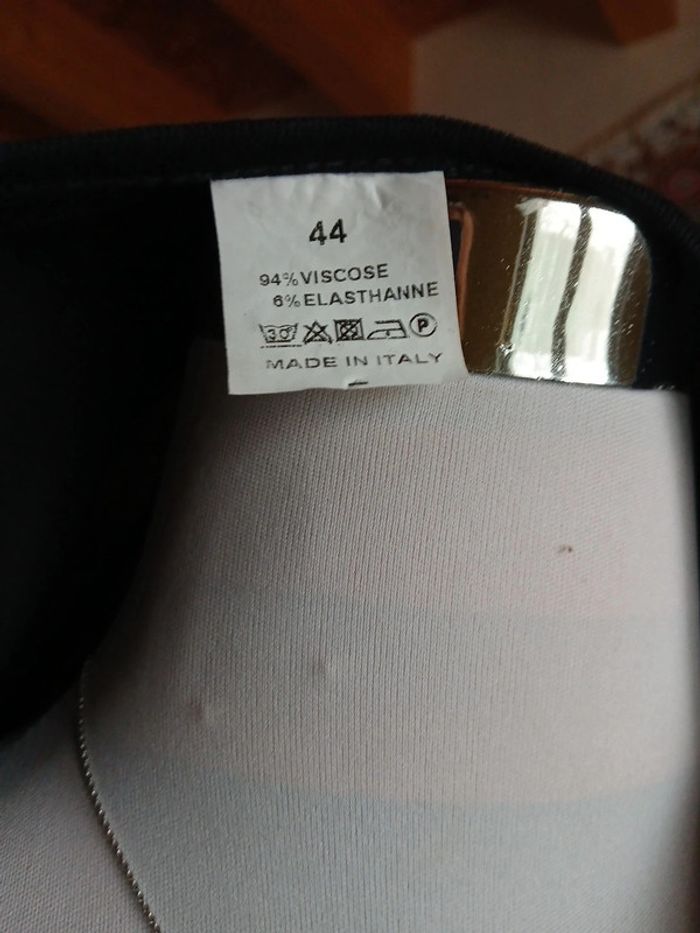 44
94% VISCOSE
6% ELASTHANNE
30 P
MADE IN ITALY